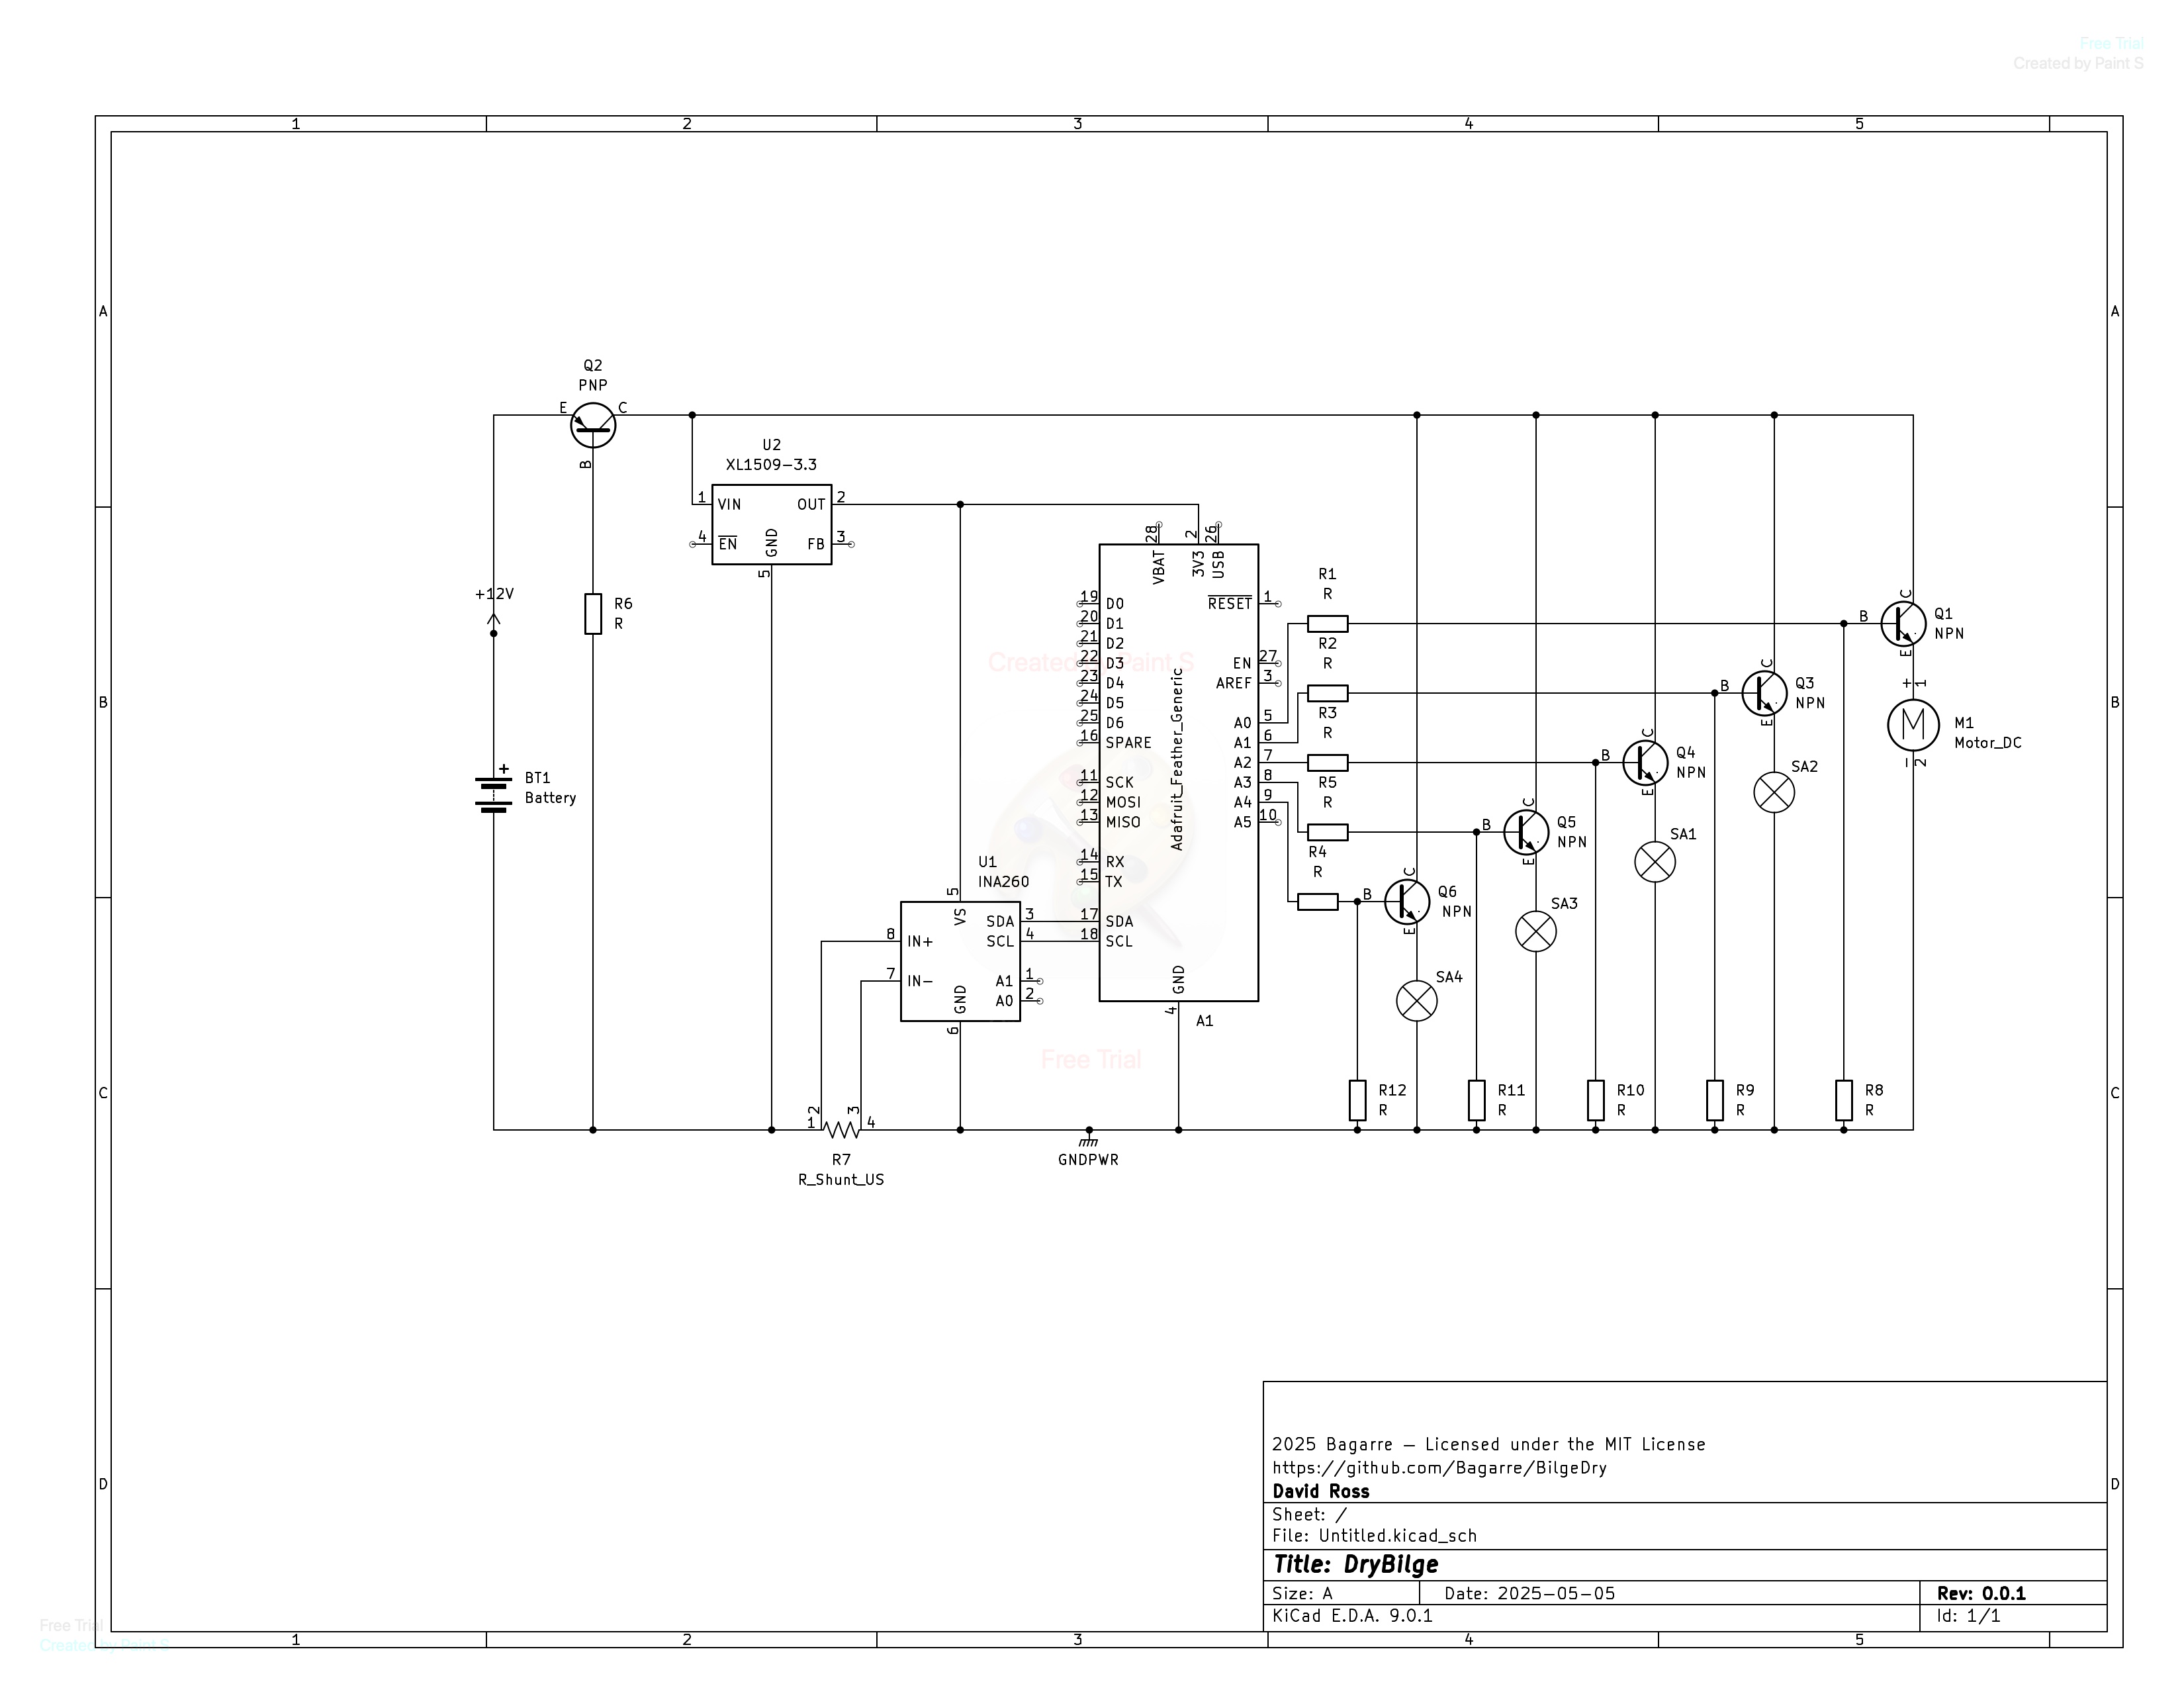 Free Trial
Created by Paint S
1 2 3 4 5
A A
Q2
PNP
E C
B
U2
XL1509-3.3
1 VIN OUT 2
4 EN GND FB 3
5
+12V
R6
R
28 2 26
VBAT 3V3 USB
R1
R
19 D0 RESET 1
20 D1
21 D2
22 D3 EN 27
23 D4 AREF 3
24 D5
25 D6 A0 5
16 SPARE A1 6
A2 7
11 SCK A3 8
12 MOSI A4 9
13 MISO A5 10
14 RX
15 TX
17 SDA
18 SCL
GND
4
A1
Adafruit_Feather_Generic
Created by Paint S
R2
R
R3
R
R5
R
R4
R
B C Q1
E NPN
+ 1
M M1
Motor_DC
- 2
B C Q3
E NPN
SA2
B C Q4
E NPN
SA1
B C Q5
E NPN
SA3
B C Q6
E NPN
SA4
B B
+
BT1
Battery
U1
INA260
5
VS SDA 3
8 IN+ SCL 4
7 IN- A1 1
GND A0 2
6
Free Trial
C C
1 2 3 4
R7
R_Shunt_US
GNDPWR
R12
R
R11
R
R10
R
R9
R
R8
R
D D
2025 Bagarre – Licensed under the MIT License
https://github.com/Bagarre/BilgeDry
David Ross
Sheet: /
File: Untitled.kicad_sch
Title: DryBilge
Size: A Date: 2025-05-05 Rev: 0.0.1
KiCad E.D.A. 9.0.1 Id: 1/1
Free Trial
Created by Paint S
1 2 3 4 5